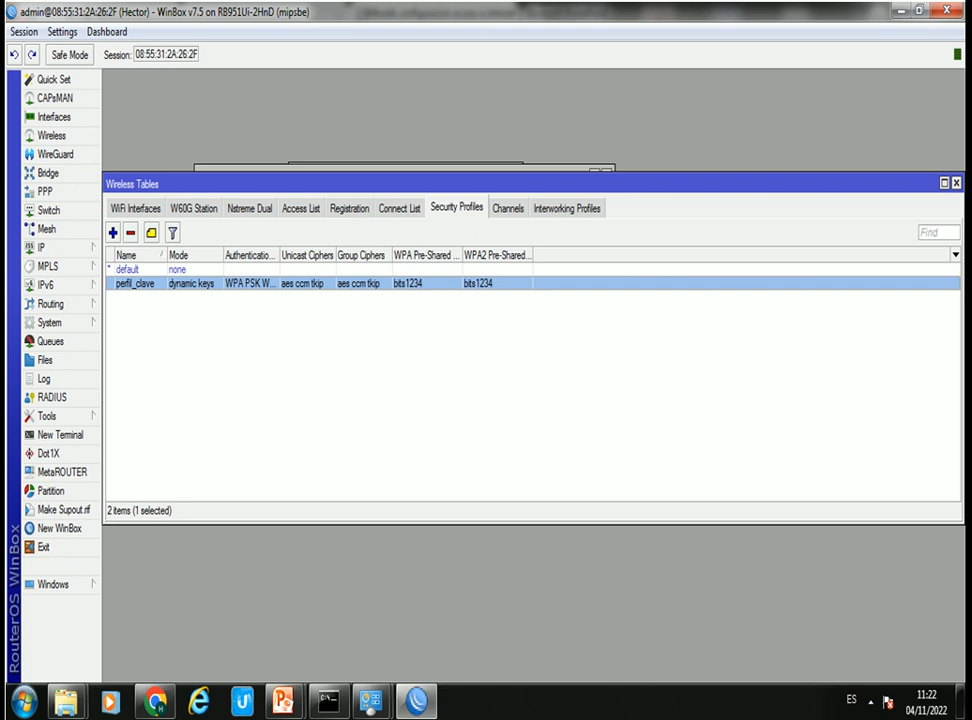 admin@08:55:31:2A:26:2F (Hector) - WinBox v7.5 on RB951Ui-2HnD (mipsbe)
Session Settings Dashboard
Safe Mode Session: 08:55:31:2A:26:2F
Quick Set
CAPsMAN
Interfaces
Wireless
WireGuard
Bridge
PPP
Switch
Mesh
IP
MPLS
IPv6
Routing
System
Queues
Files
Log
RADIUS
Tools
New Terminal
Dot1X
MetaROUTER
Partition
Make Supout.rif
New WinBox
Exit
Windows
RouterOS WinBox
Wireless Tables
WiFi Interfaces W60G Station Nstreme Dual Access List Registration Connect List Security Profiles Channels Interworking Profiles
Find
Name Mode Authenticatio... Unicast Ciphers Group Ciphers WPA Pre-Shared ... WPA2 Pre-Shared...
* default none
perfil_clave dynamic keys WPA PSK W... aes ccm tkip aes ccm tkip bits1234 bits1234
2 items (1 selected)
ES 11:22
04/11/2022